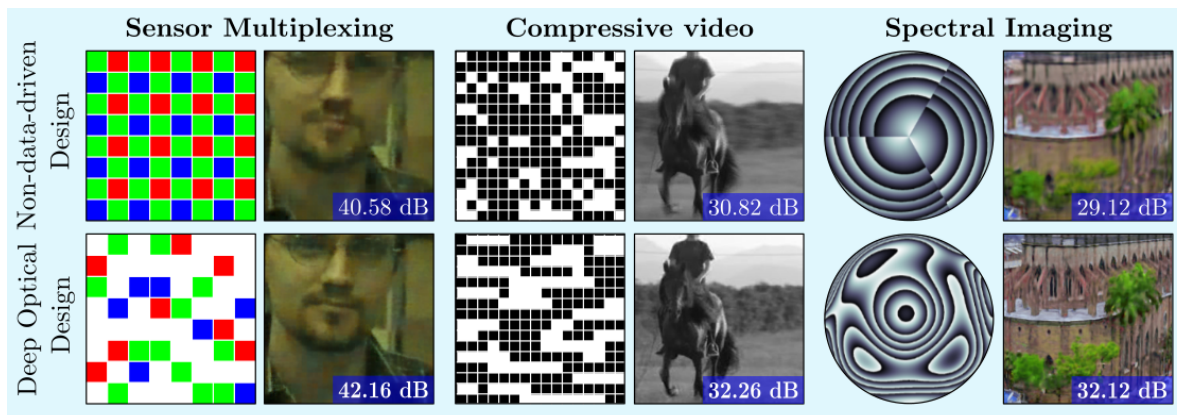 Sensor Multiplexing
Compressive video
Spectral Imaging
Non-data-driven
Design
40.58 dB
30.82 dB
29.12 dB
Deep Optical
Design
42.16 dB
32.26 dB
32.12 dB